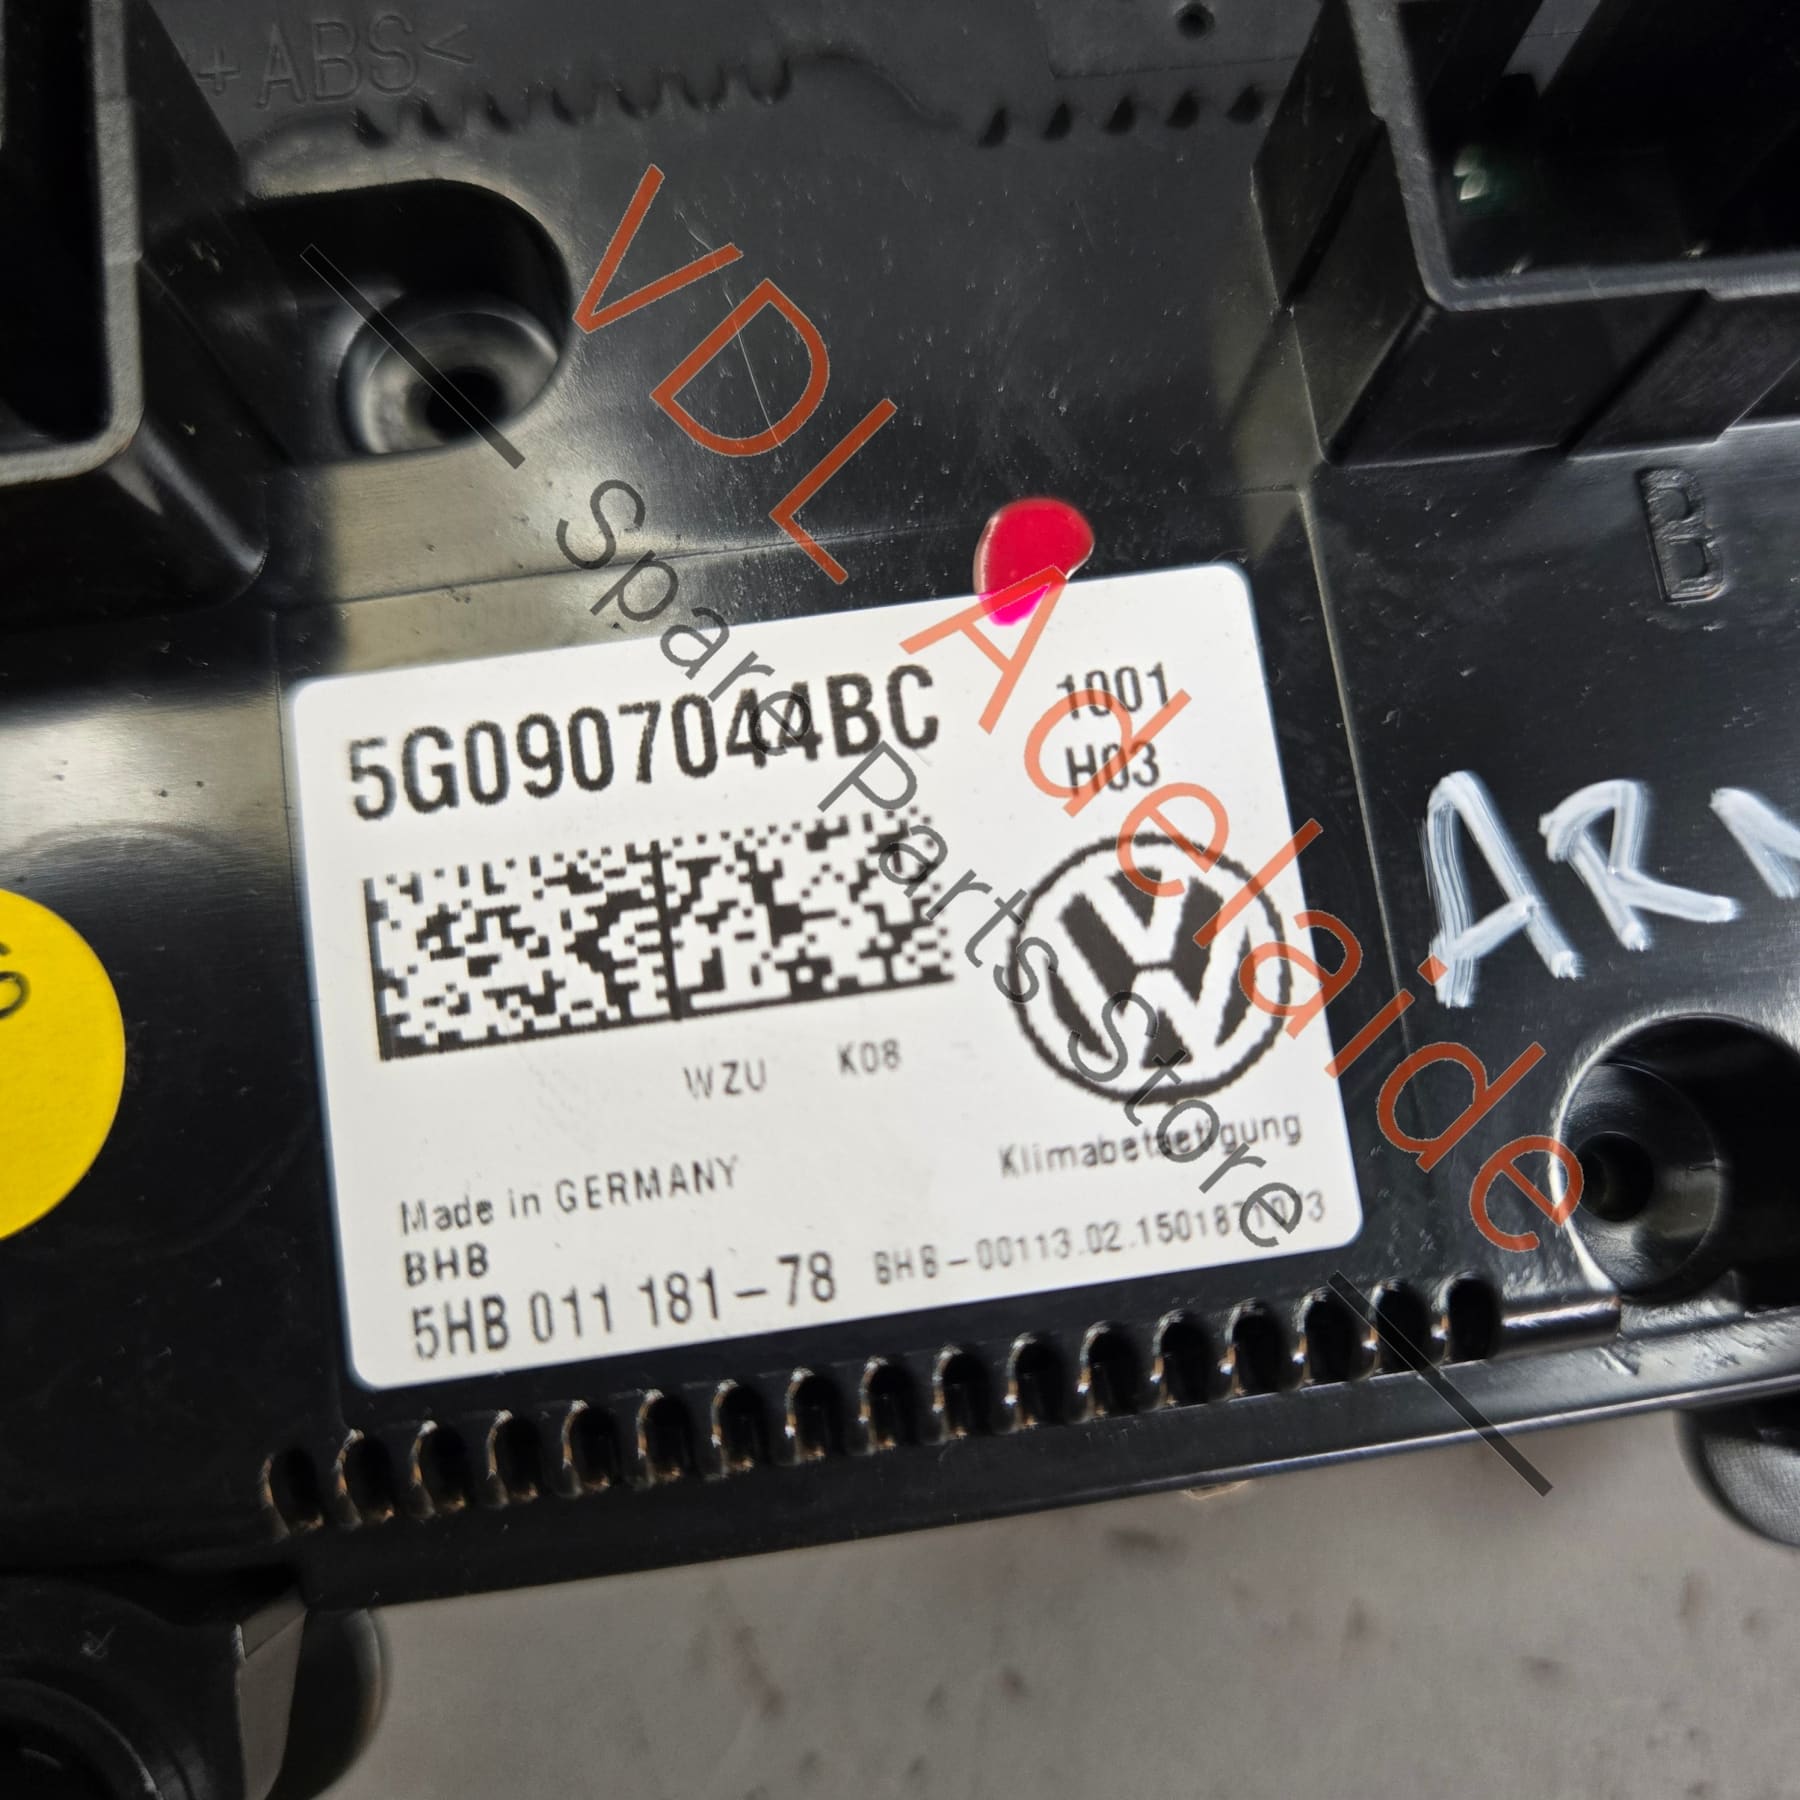 +ABS<
VDL Adelaide
Spare Parts Store
B
5G0907044BC
1001
H03
WZU K08
Klimabetaetigung
Made in GERMANY
BHB
5HB 011 181-78
ARN